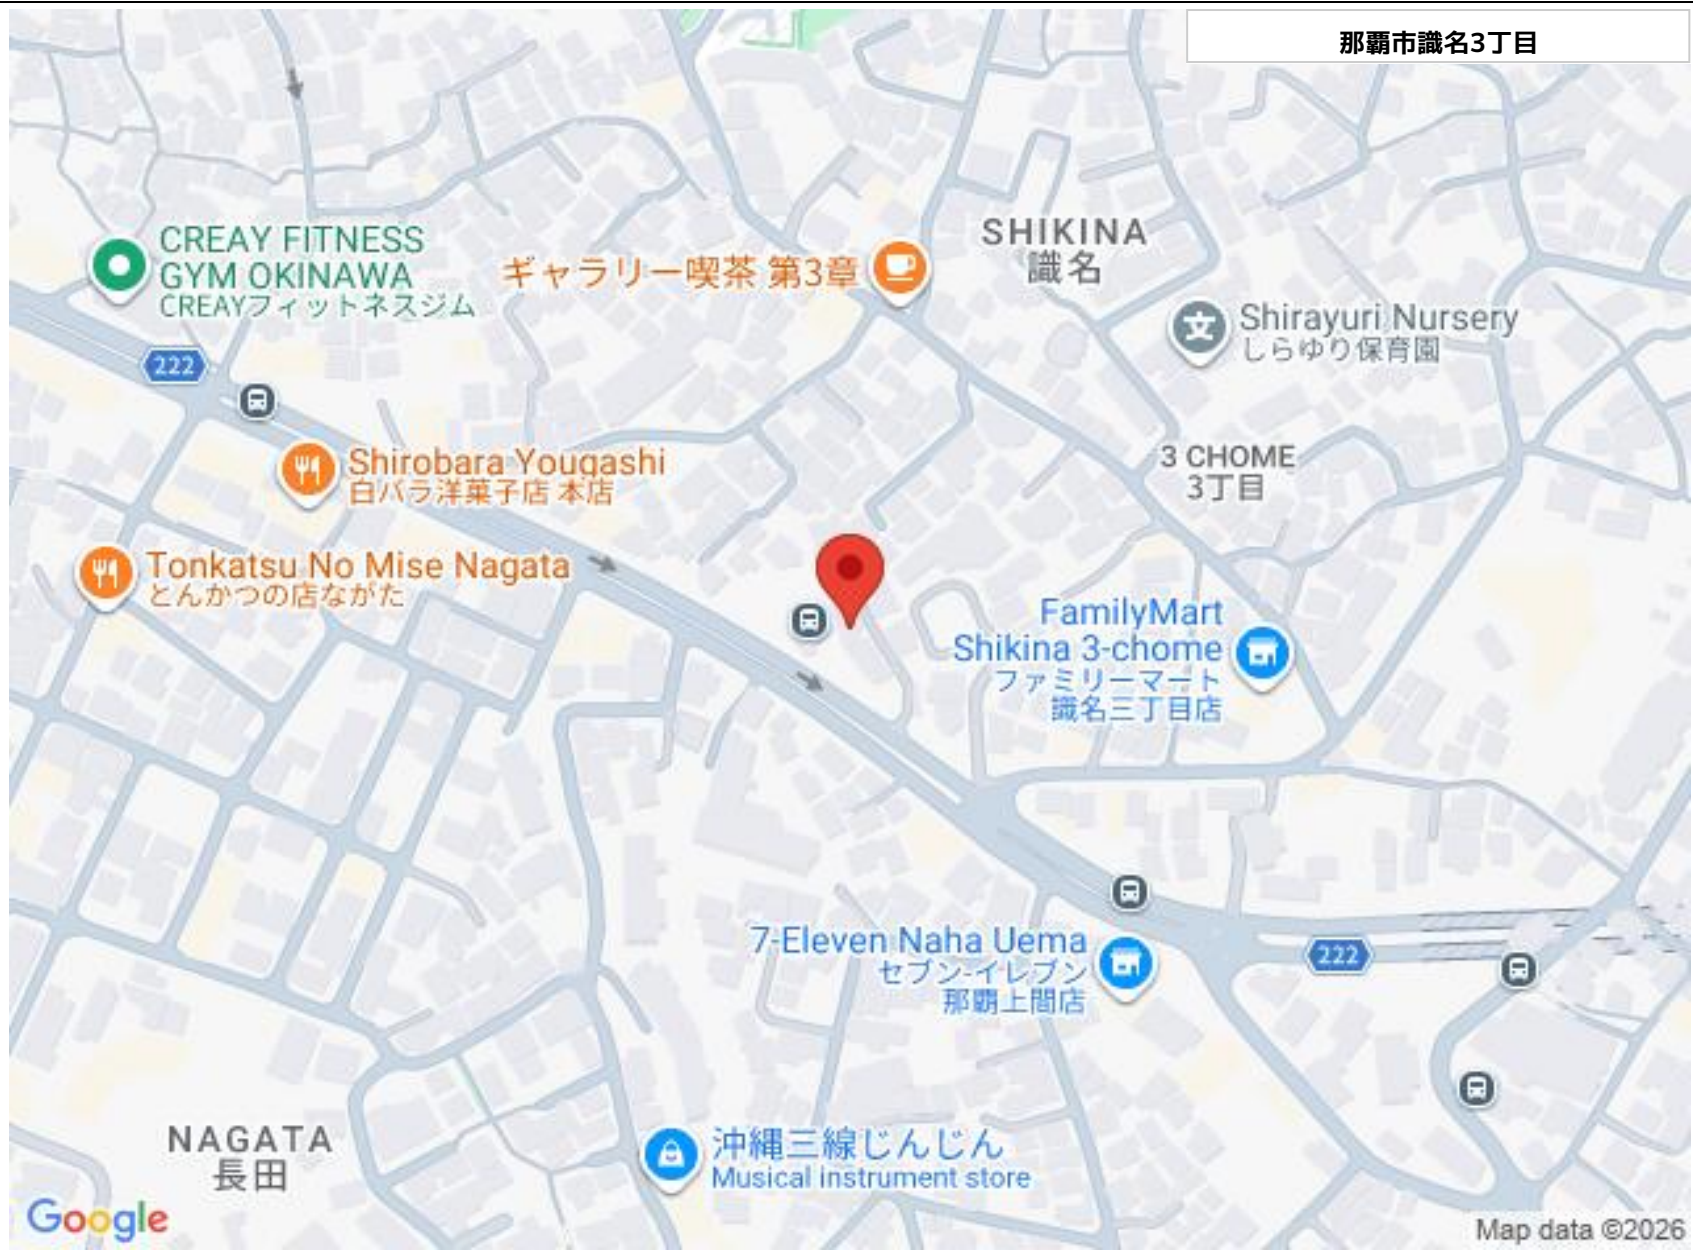 那覇市識名3丁目
CREAY FITNESS
GYM OKINAWA
CREAYフィットネスジム
ギャラリー喫茶 第3章
SHIKINA
識名
Shirayuri Nursery
しらゆり保育園
222
Shirobara Yougashi
白バラ洋菓子店 本店
3 CHOME
3丁目
Tonkatsu No Mise Nagata
とんかつの店ながた
FamilyMart
Shikina 3-chome
ファミリーマート
識名三丁目店
7-Eleven Naha Uema
セブン-イレブン
那覇上間店
222
NAGATA
長田
沖縄三線じんじん
Musical instrument store
Google
Map data ©2026